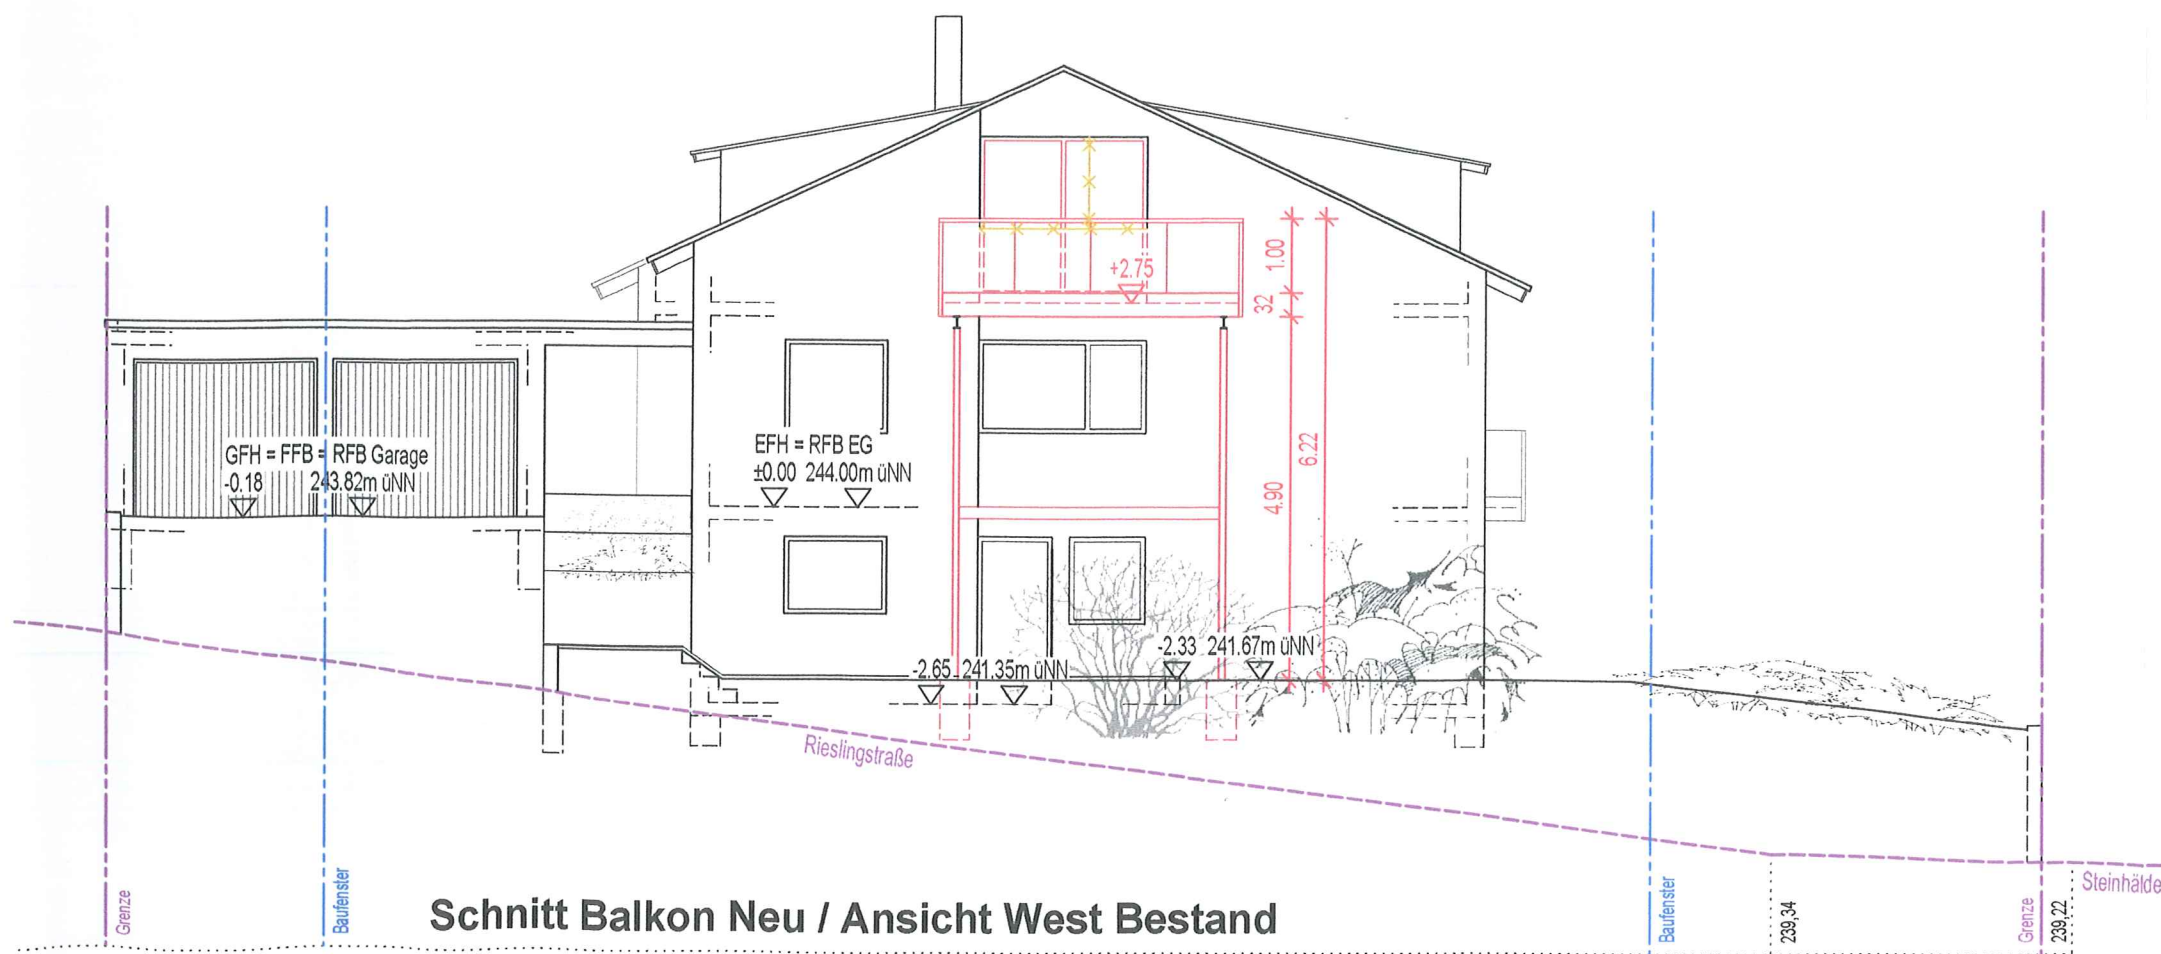 +2.75
1.00
32
GFH = FFB = RFB Garage
-0,18 243.82m üNN
EFH = RFB EG
±0.00 244.00m üNN
6.22
4.90
-2.65 241.35m üNN
-2.33 241.67m üNN
Rieslingstraße
Grenze
Baufenster
Schnitt Balkon Neu / Ansicht West Bestand
Baufenster
239,34
Grenze
239,22
Steinhälde